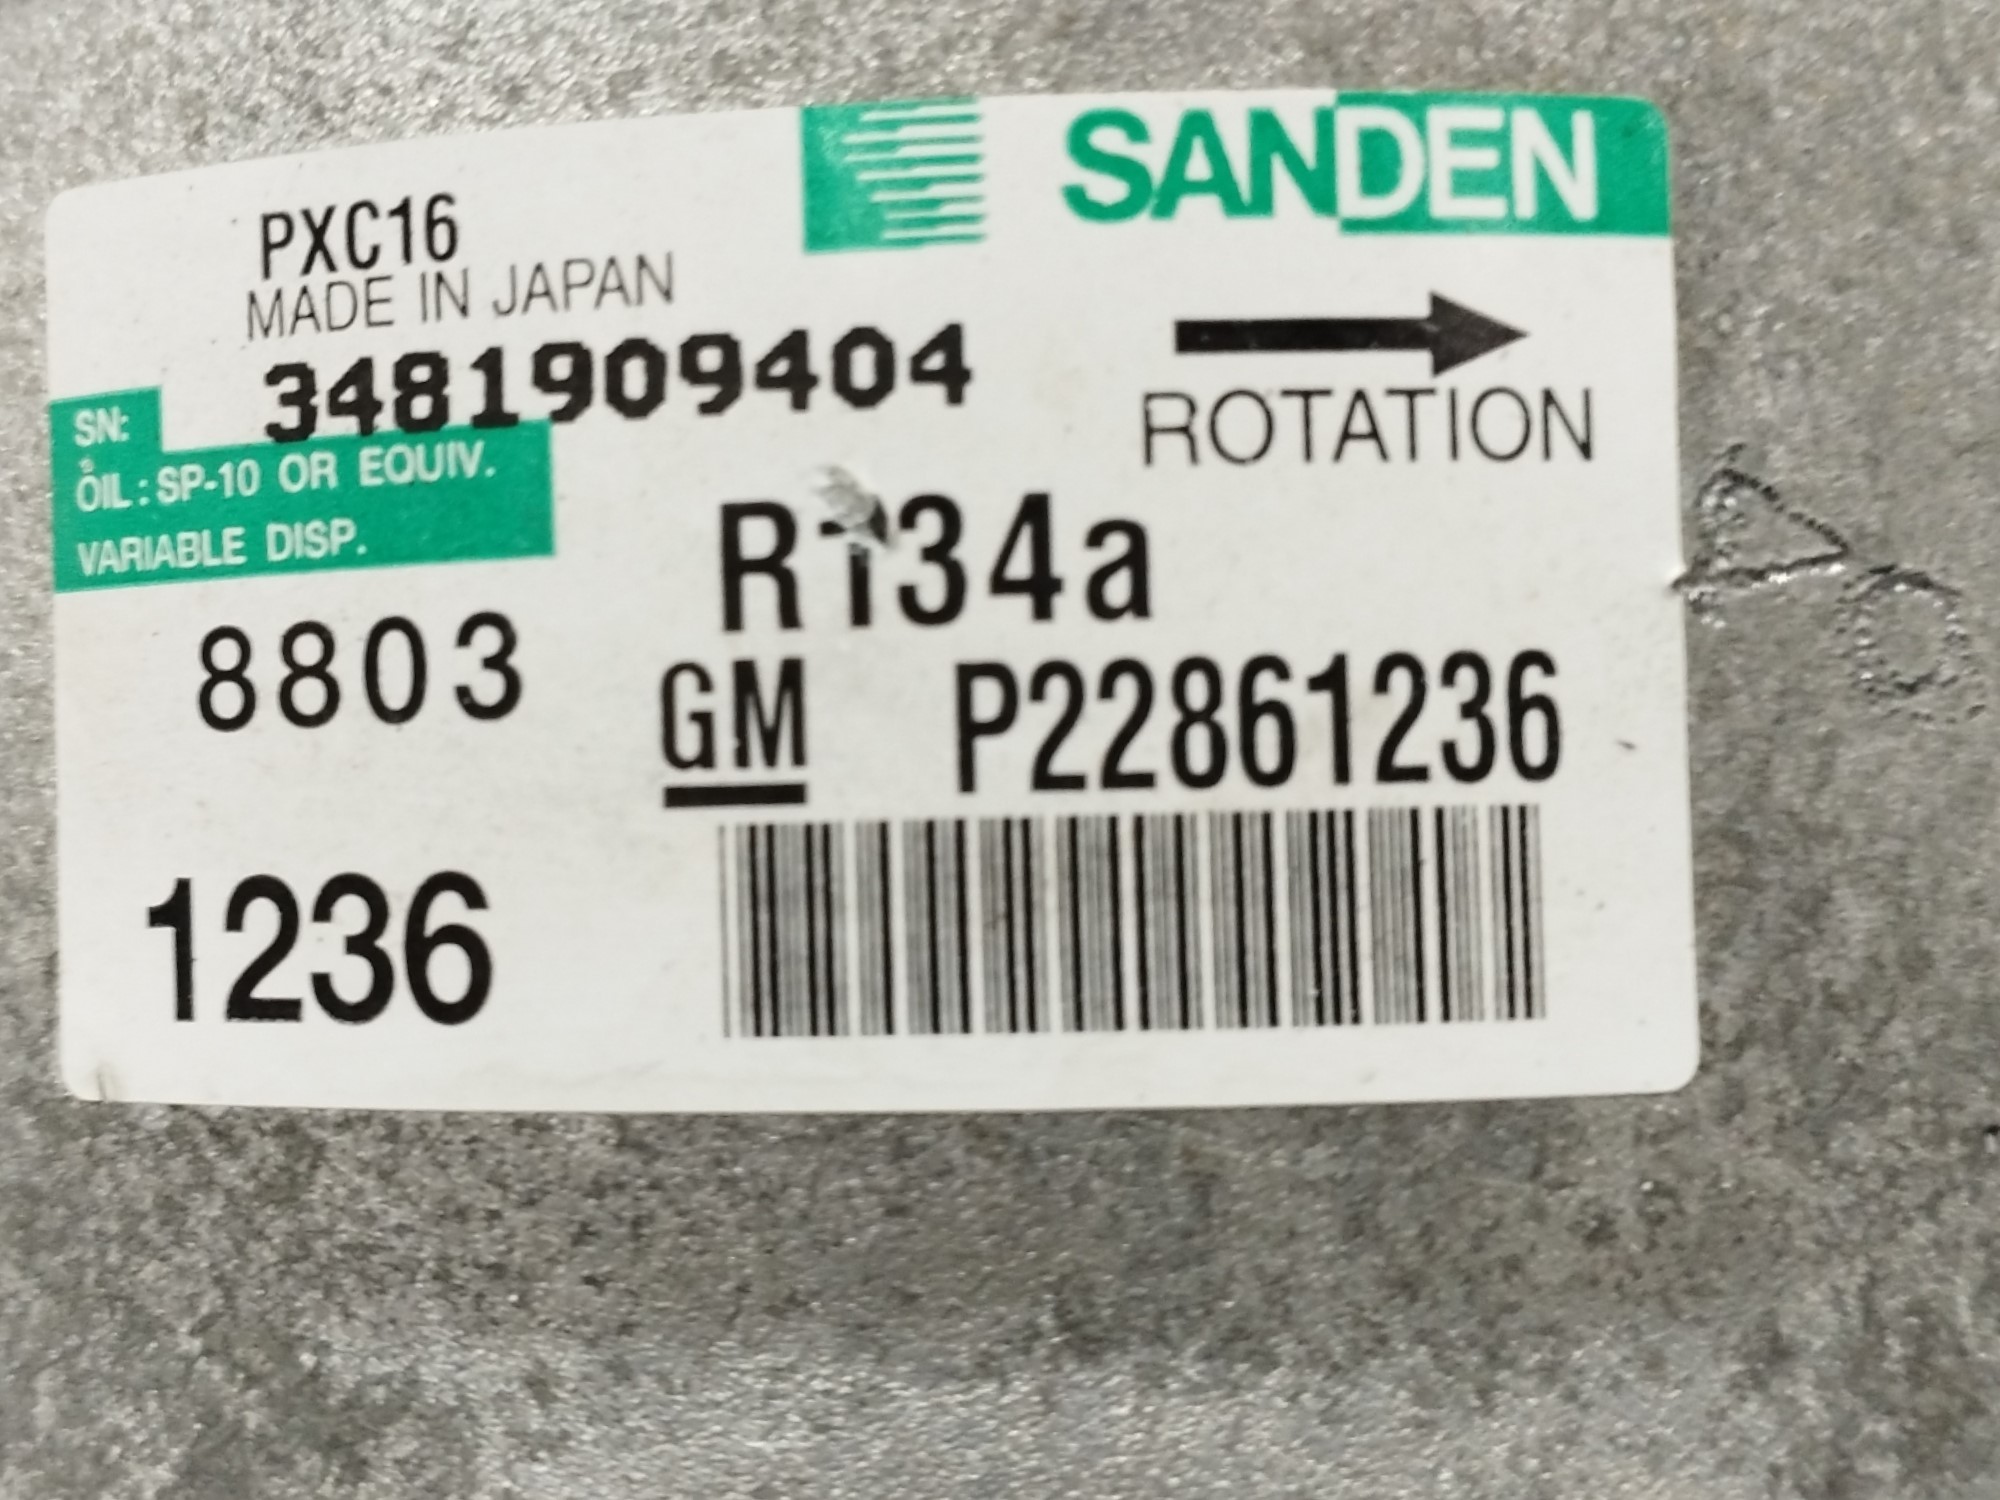 SANDEN
PXC16
MADE IN JAPAN
SN: 3481909404
ROTATION
OIL: SP-10 OR EQUIV.
VARIABLE DISP.
R134a
8803
GM P22861236
1236